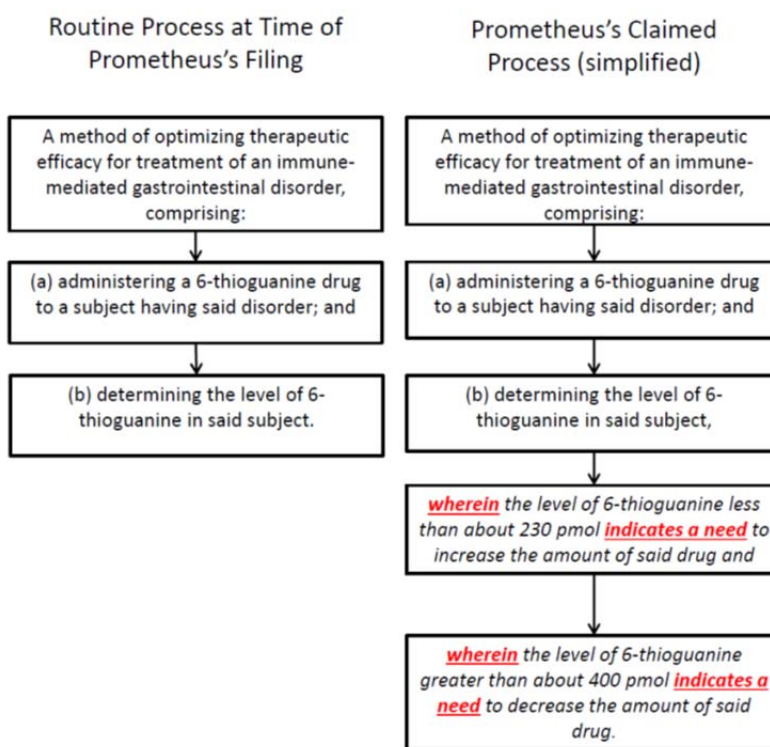 Routine Process at Time of
Prometheus's Filing
A method of optimizing therapeutic
efficacy for treatment of an immune-
mediated gastrointestinal disorder,
comprising:
(a) administering a 6-thioguanine drug
to a subject having said disorder; and
(b) determining the level of 6-
thioguanine in said subject.
Prometheus's Claimed
Process (simplified)
A method of optimizing therapeutic
efficacy for treatment of an immune-
mediated gastrointestinal disorder,
comprising:
(a) administering a 6-thioguanine drug
to a subject having said disorder; and
(b) determining the level of 6-
thioguanine in said subject,
wherein the level of 6-thioguanine less
than about 230 pmol indicates a need to
increase the amount of said drug and
wherein the level of 6-thioguanine
greater than about 400 pmol indicates a
need to decrease the amount of said
drug.